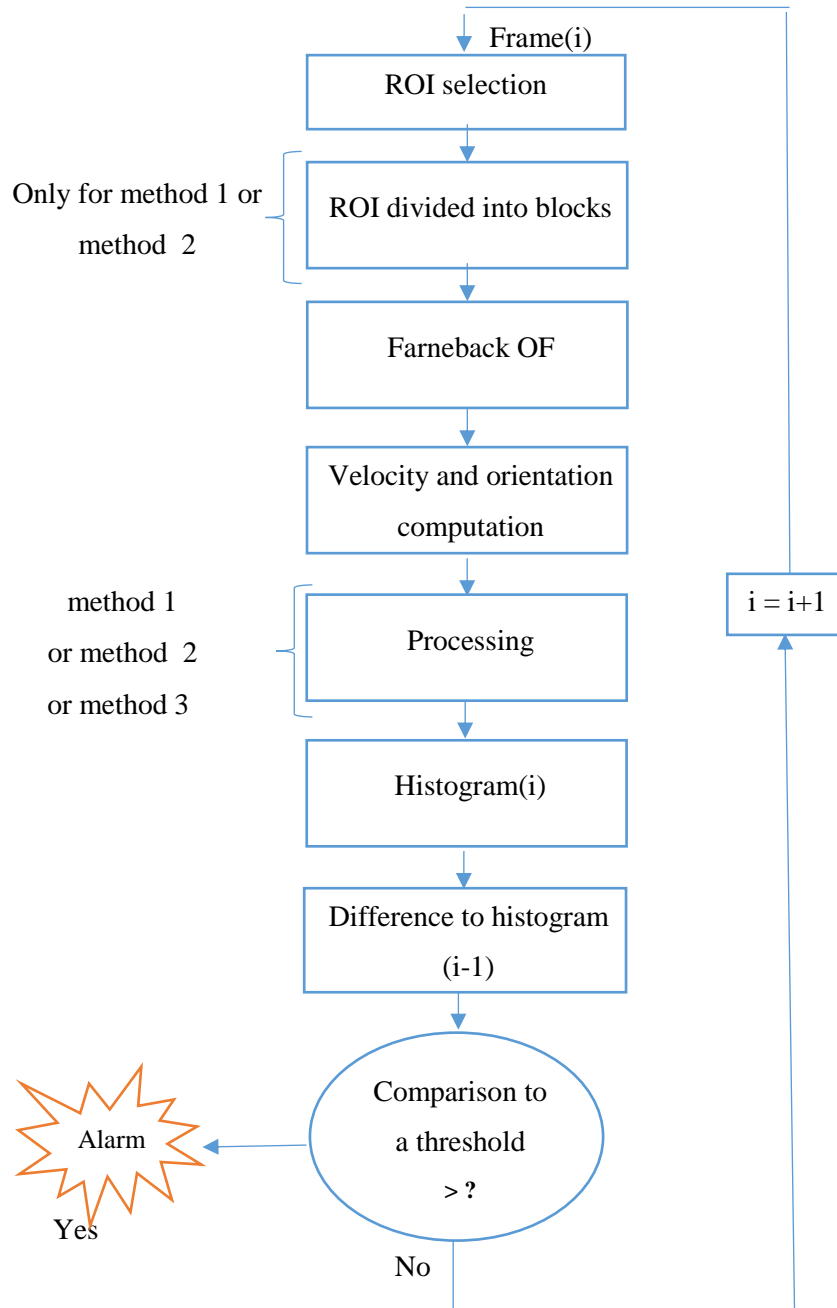 Frame(i)
ROI selection
Only for method 1 or
method 2
ROI divided into blocks
Farneback OF
Velocity and orientation
computation
method 1
or method 2
or method 3
Processing
i = i+1
Histogram(i)
Difference to histogram
(i-1)
Comparison to
a threshold
> ?
Alarm
Yes
No